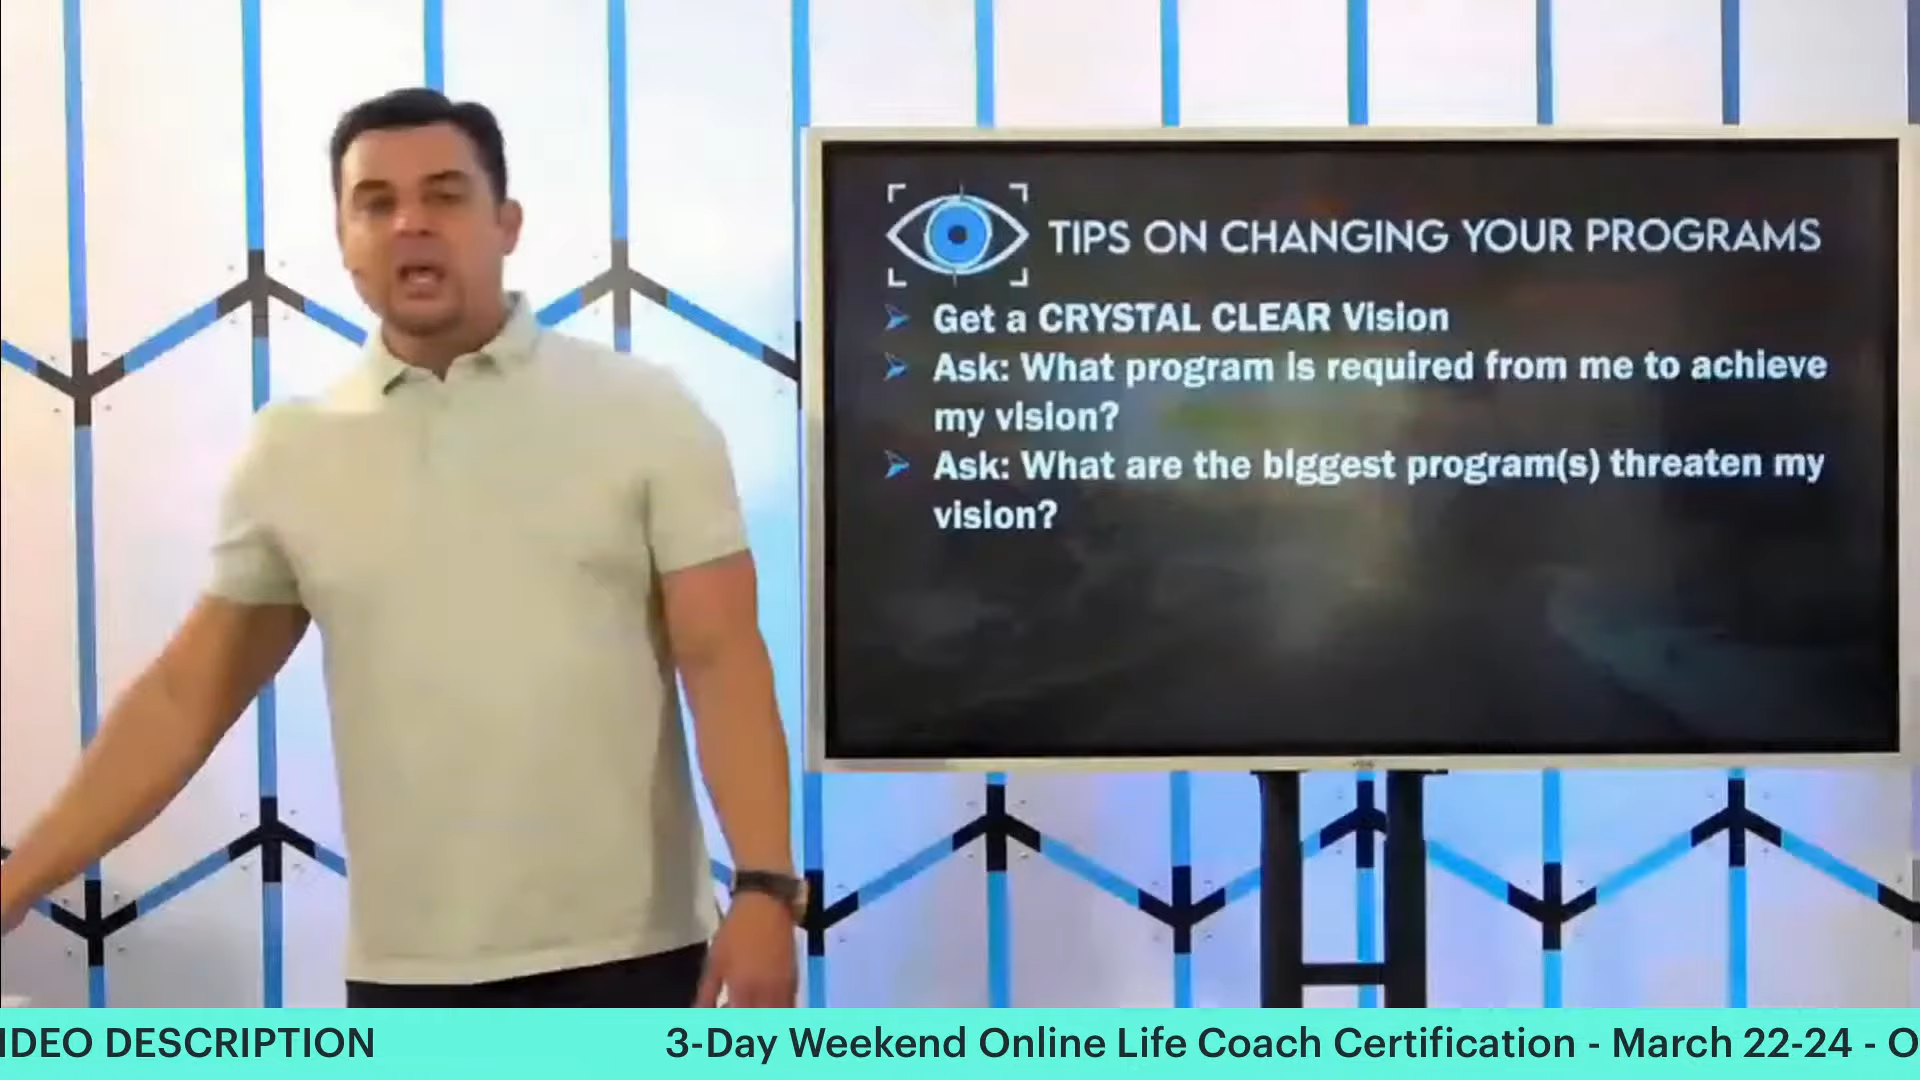 TIPS ON CHANGING YOUR PROGRAMS
Get a CRYSTAL CLEAR Vision
Ask: What program is required from me to achieve
my vision?
Ask: What are the biggest program(s) threaten my
vision?
IDEO DESCRIPTION 3-Day Weekend Online Life Coach Certification - March 22-24 - O